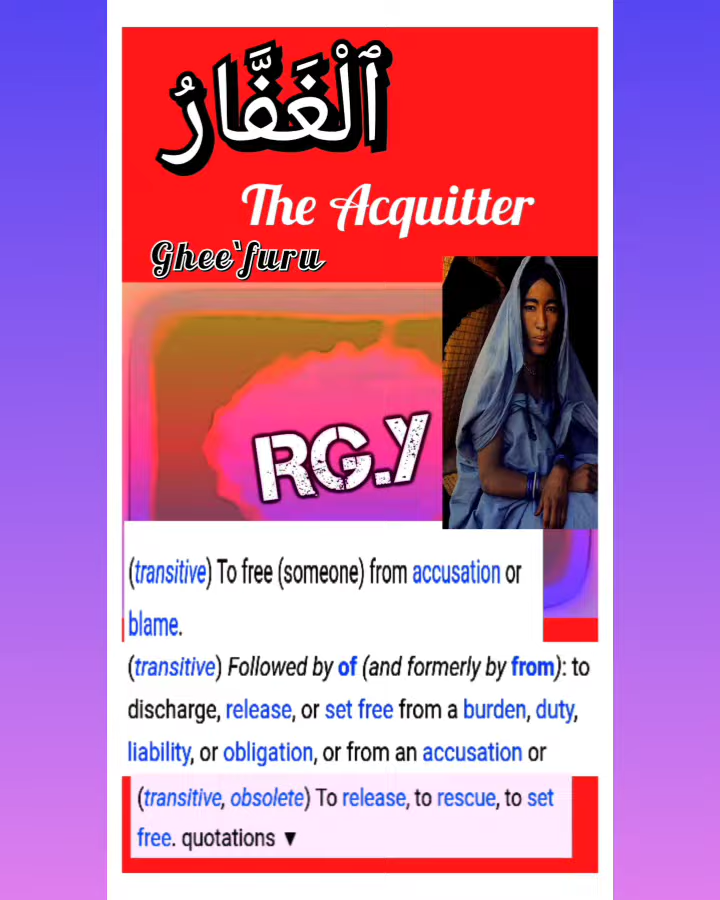 ٱلْغَفَّارُ
The Acquitter
Ghee‵furu
RG.Y
(transitive) To free (someone) from accusation or
blame.
(transitive) Followed by of (and formerly by from): to
discharge, release, or set free from a burden, duty,
liability, or obligation, or from an accusation or
(transitive, obsolete) To release, to rescue, to set
free. quotations ▼